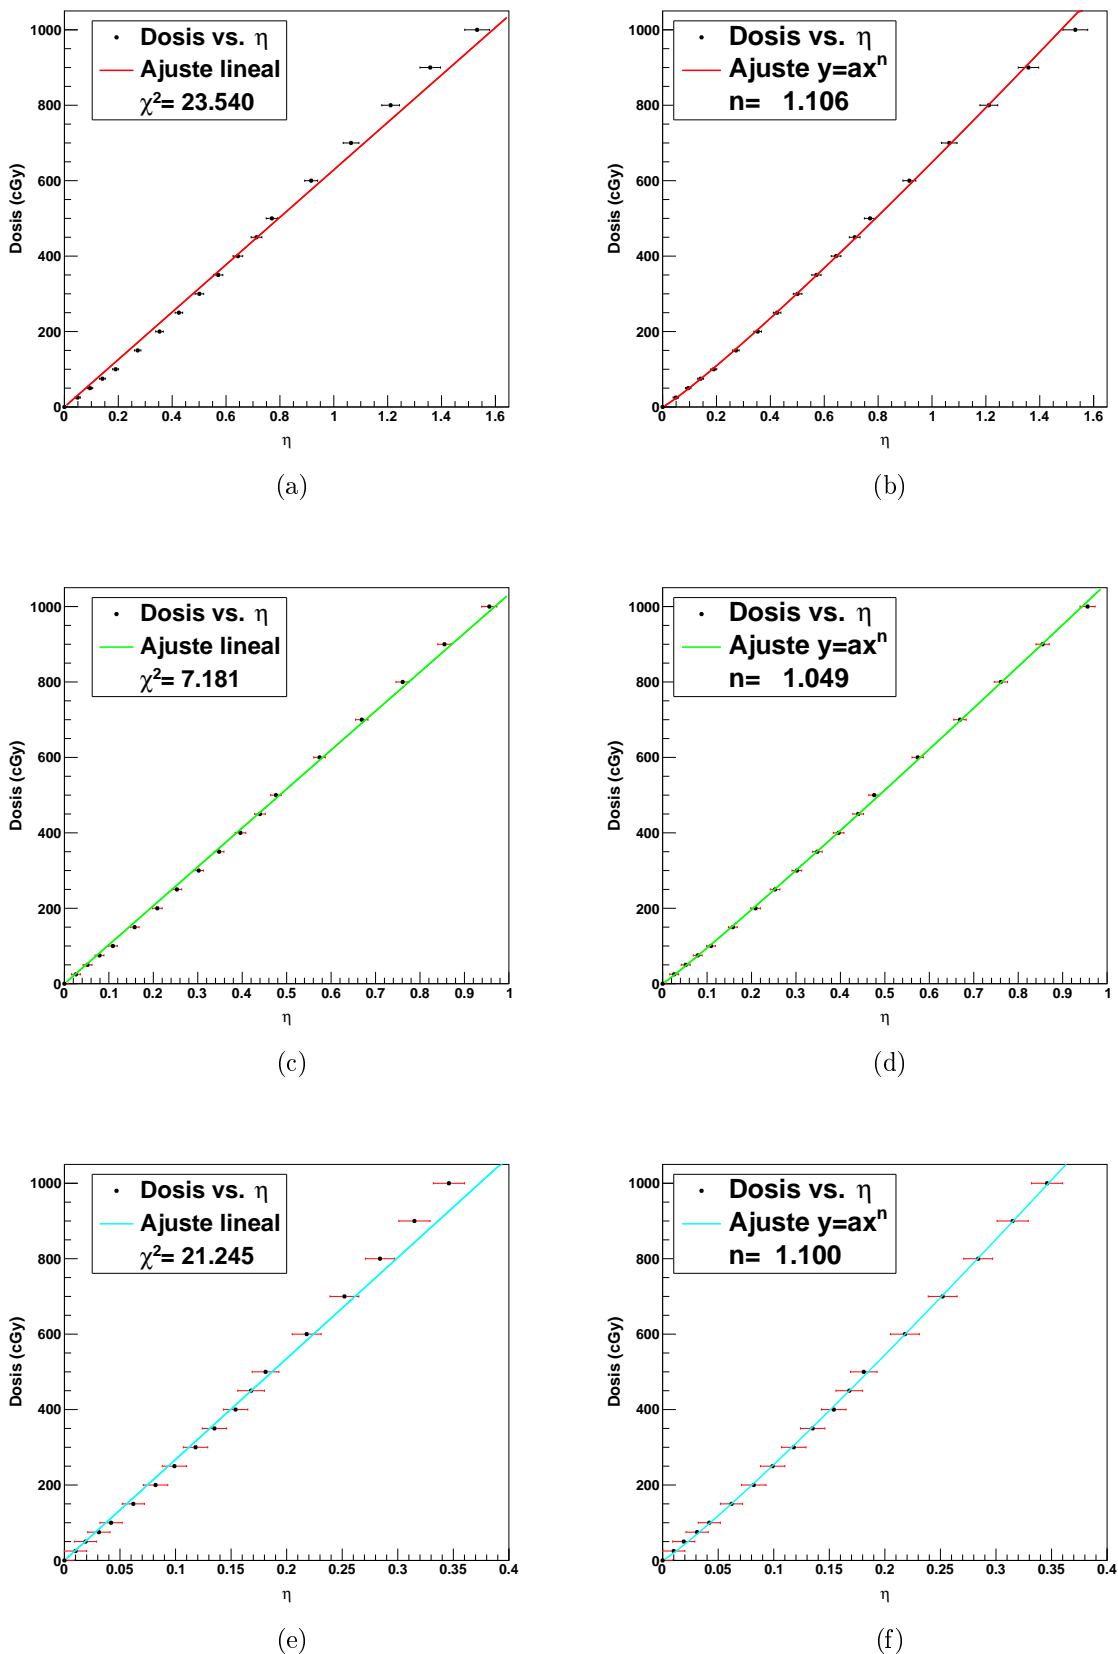 Dosis vs. η
Ajuste lineal
χ²= 23.540
Dosis (cGy)
1000
800
600
400
200
0
0 0.2 0.4 0.6 0.8 1 1.2 1.4 1.6
η
(a)
Dosis vs. η
Ajuste y=axⁿ
n= 1.106
Dosis (cGy)
1000
800
600
400
200
0
0 0.2 0.4 0.6 0.8 1 1.2 1.4 1.6
η
(b)
Dosis vs. η
Ajuste lineal
χ²= 7.181
Dosis (cGy)
1000
800
600
400
200
0
0 0.1 0.2 0.3 0.4 0.5 0.6 0.7 0.8 0.9 1
η
(c)
Dosis vs. η
Ajuste y=axⁿ
n= 1.049
Dosis (cGy)
1000
800
600
400
200
0
0 0.1 0.2 0.3 0.4 0.5 0.6 0.7 0.8 0.9 1
η
(d)
Dosis vs. η
Ajuste lineal
χ²= 21.245
Dosis (cGy)
1000
800
600
400
200
0
0 0.05 0.1 0.15 0.2 0.25 0.3 0.35 0.4
η
(e)
Dosis vs. η
Ajuste y=axⁿ
n= 1.100
Dosis (cGy)
1000
800
600
400
200
0
0 0.05 0.1 0.15 0.2 0.25 0.3 0.35 0.4
η
(f)